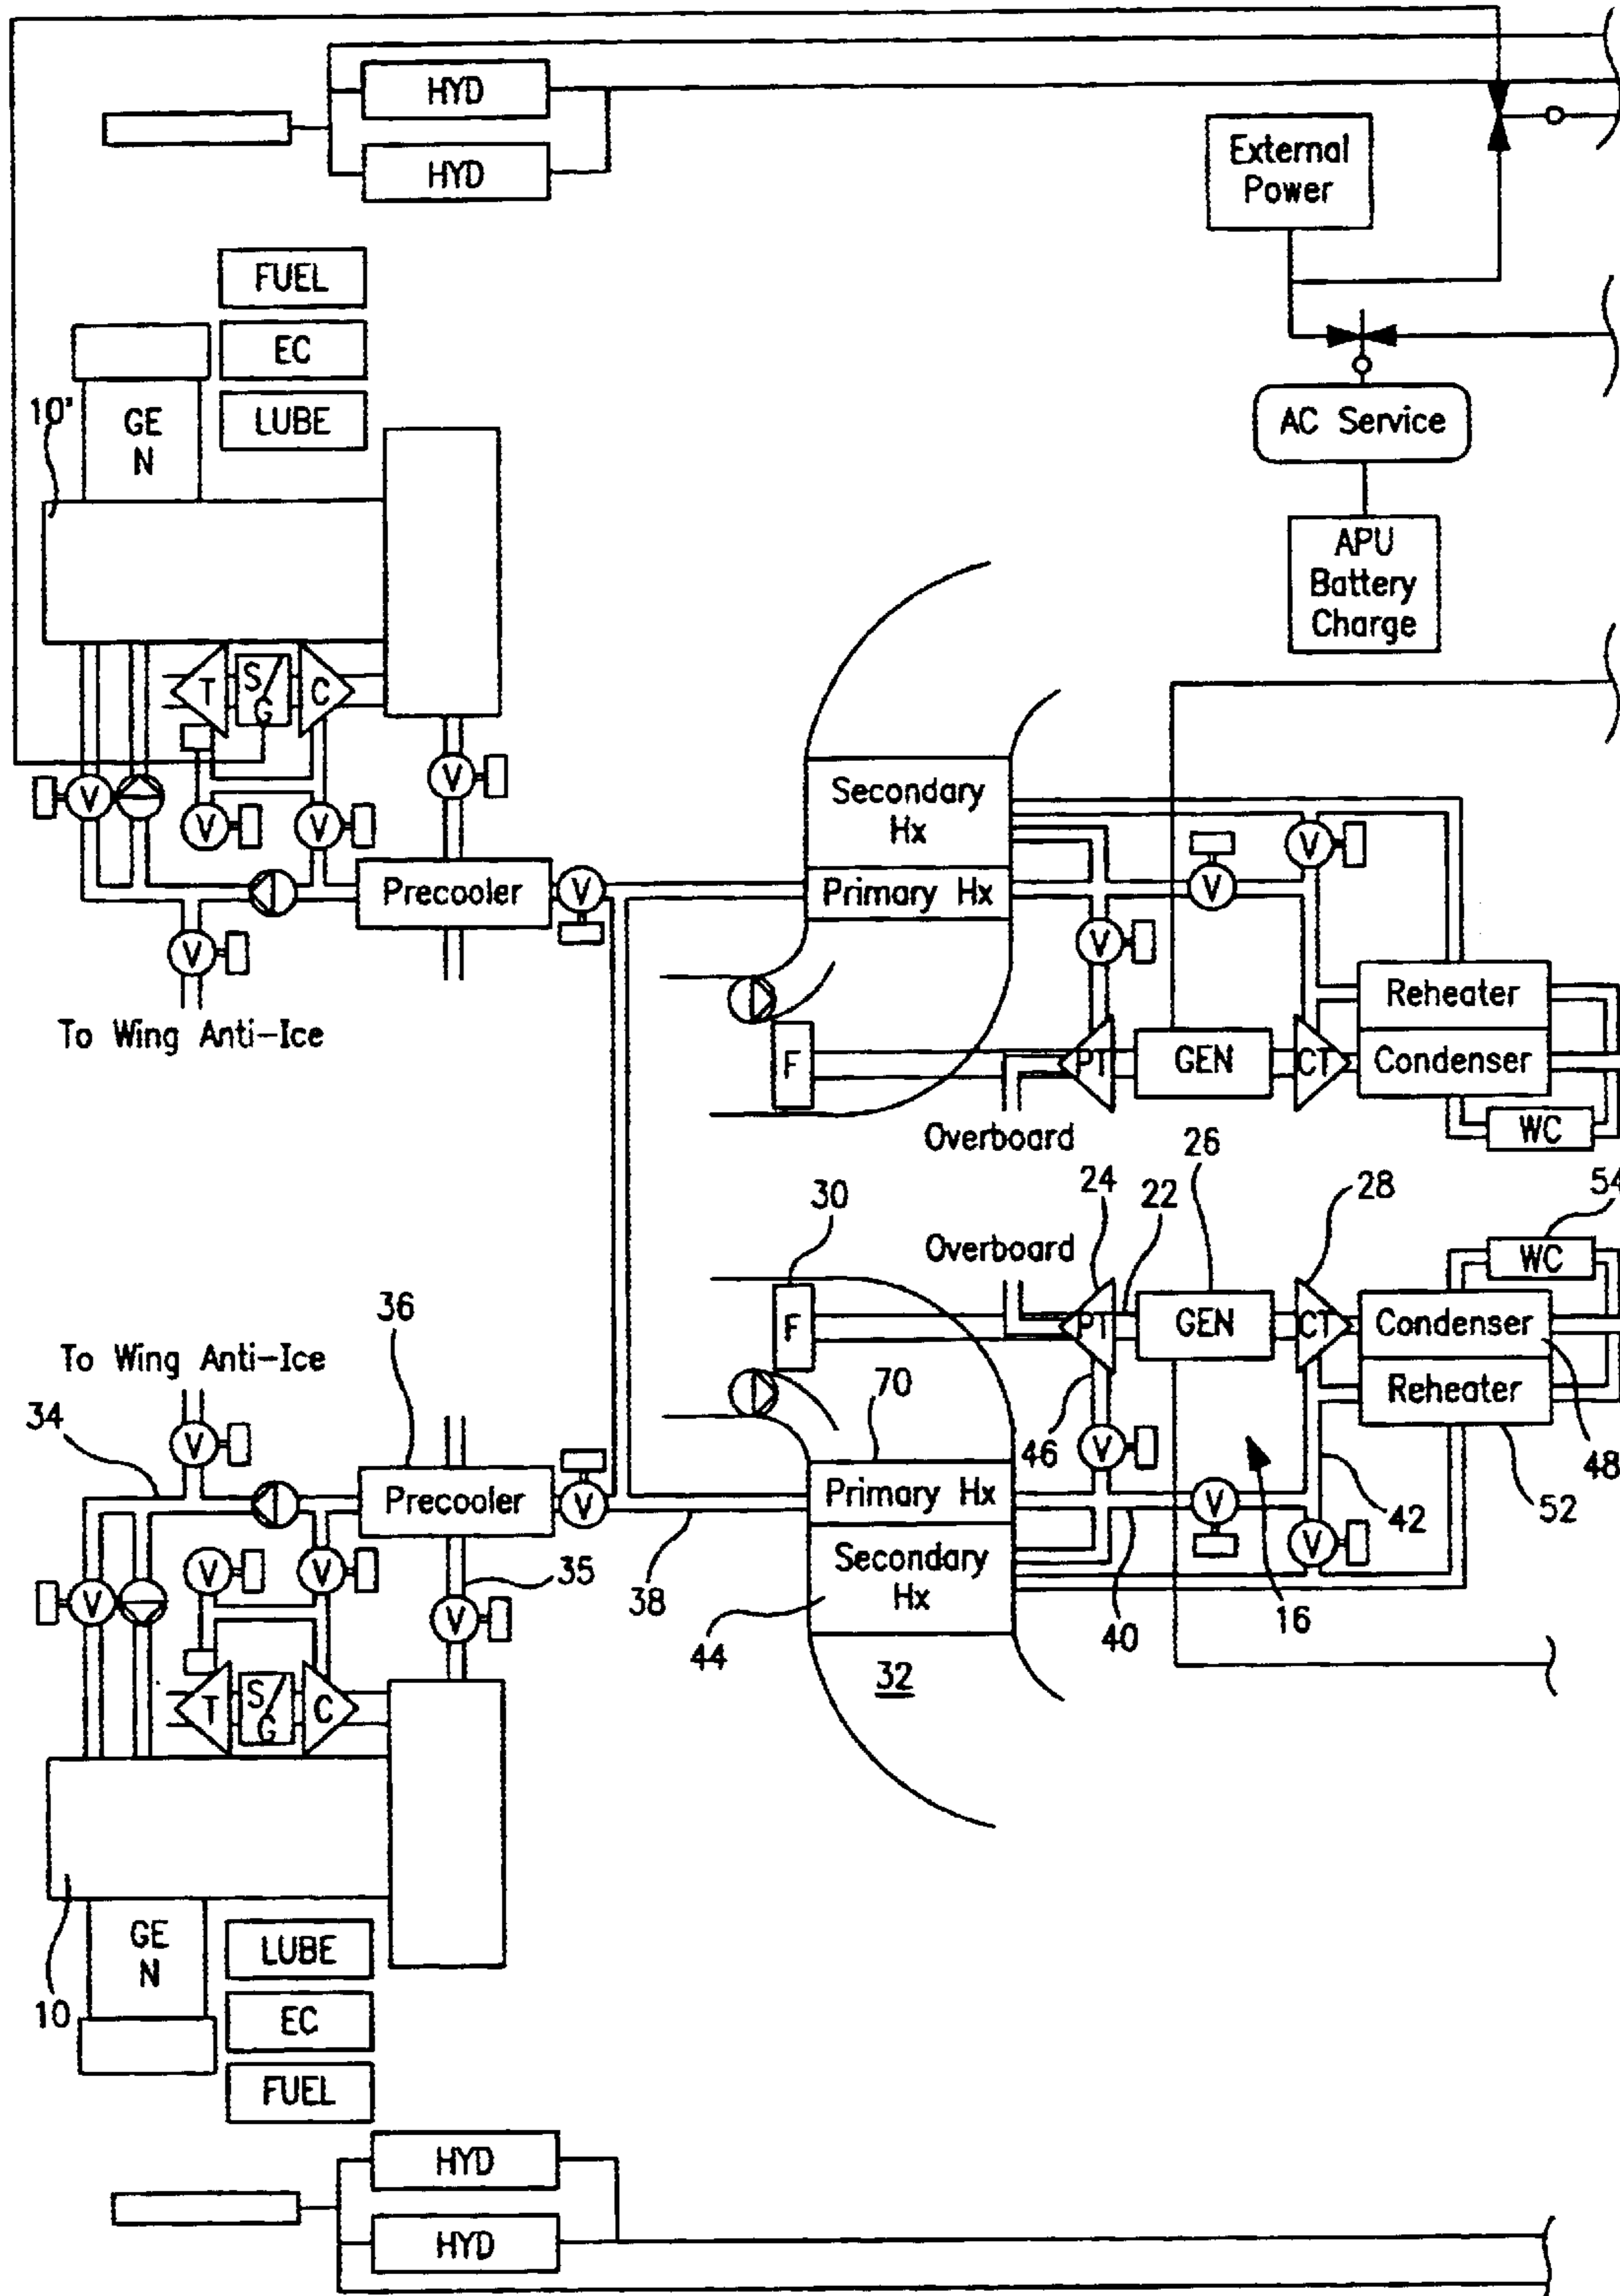 HYD
HYD
External
Power
FUEL
EC
LUBE
10'
GE
N
AC Service
APU
Battery
Charge
T
S/
G
C
V
V
V
V
Secondary
Hx
V
Precooler
V
Primary Hx
V
V
V
Reheater
To Wing Anti-Ice
F
PT
GEN
CT
Condenser
Overboard
WC
26
24
22
28
54
30
Overboard
WC
36
F
PT
GEN
CT
Condenser
To Wing Anti-Ice
70
Reheater
34
V
46
V
48
Precooler
V
Primary Hx
V
42
52
V
V
35
38
Secondary
Hx
V
V
V
44
40
16
32
T
S/
G
C
GE
N
LUBE
10
EC
FUEL
HYD
HYD